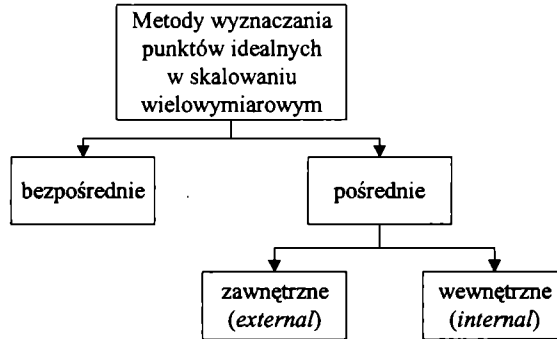 Metody wyznaczania
punktów idealnych
w skalowaniu
wielowymiarowym
bezpośrednie
pośrednie
zawnętrzne
(external)
wewnętrzne
(internal)